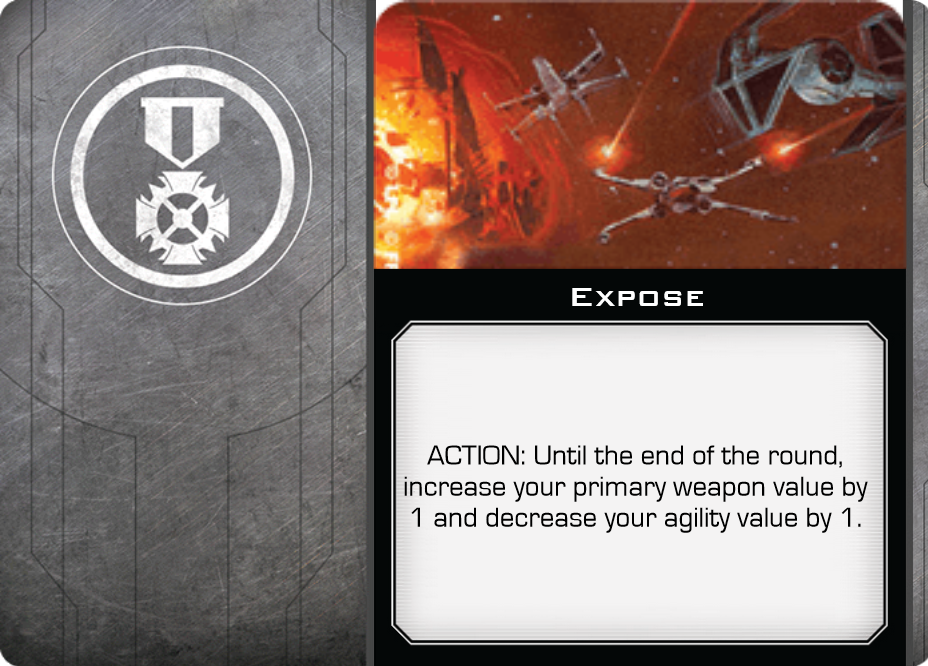 Expose
ACTION: Until the end of the round,
increase your primary weapon value by
1 and decrease your agility value by 1.